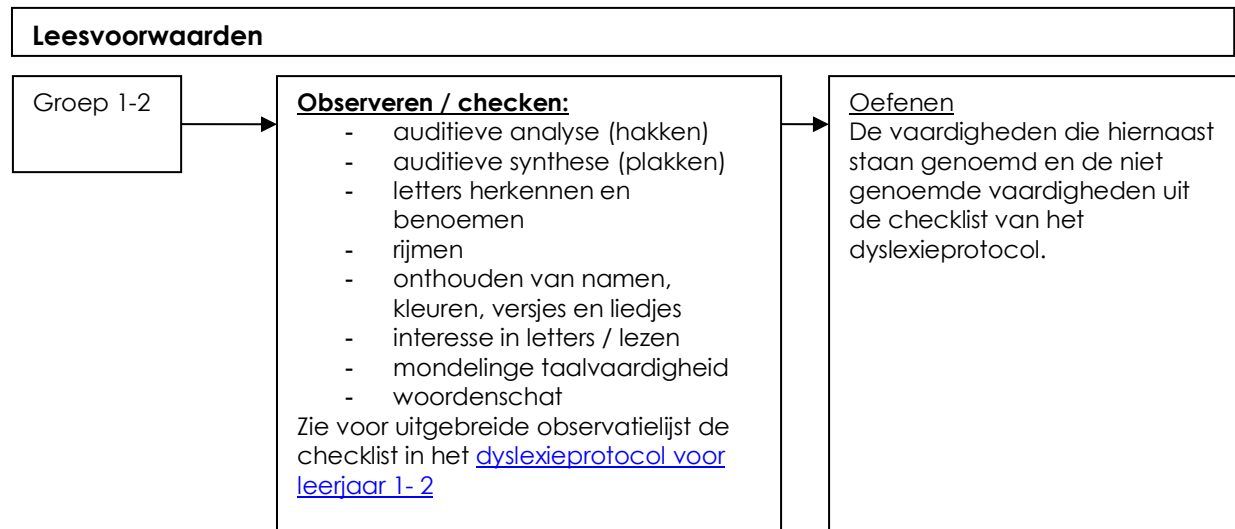 Leesvoorwaarden
Groep 1-2
Observeren / checken:
- auditieve analyse (hakken)
- auditieve synthese (plakken)
- letters herkennen en
benoemen
- rijmen
- onthouden van namen,
kleuren, versjes en liedjes
- interesse in letters / lezen
- mondelinge taalvaardigheid
- woordenschat
Zie voor uitgebreide observatielijst de
checklist in het dyslexieprotocol voor
leerjaar 1- 2
Oefenen
De vaardigheden die hiernaast
staan genoemd en de niet
genoemde vaardigheden uit
de checklist van het
dyslexieprotocol.